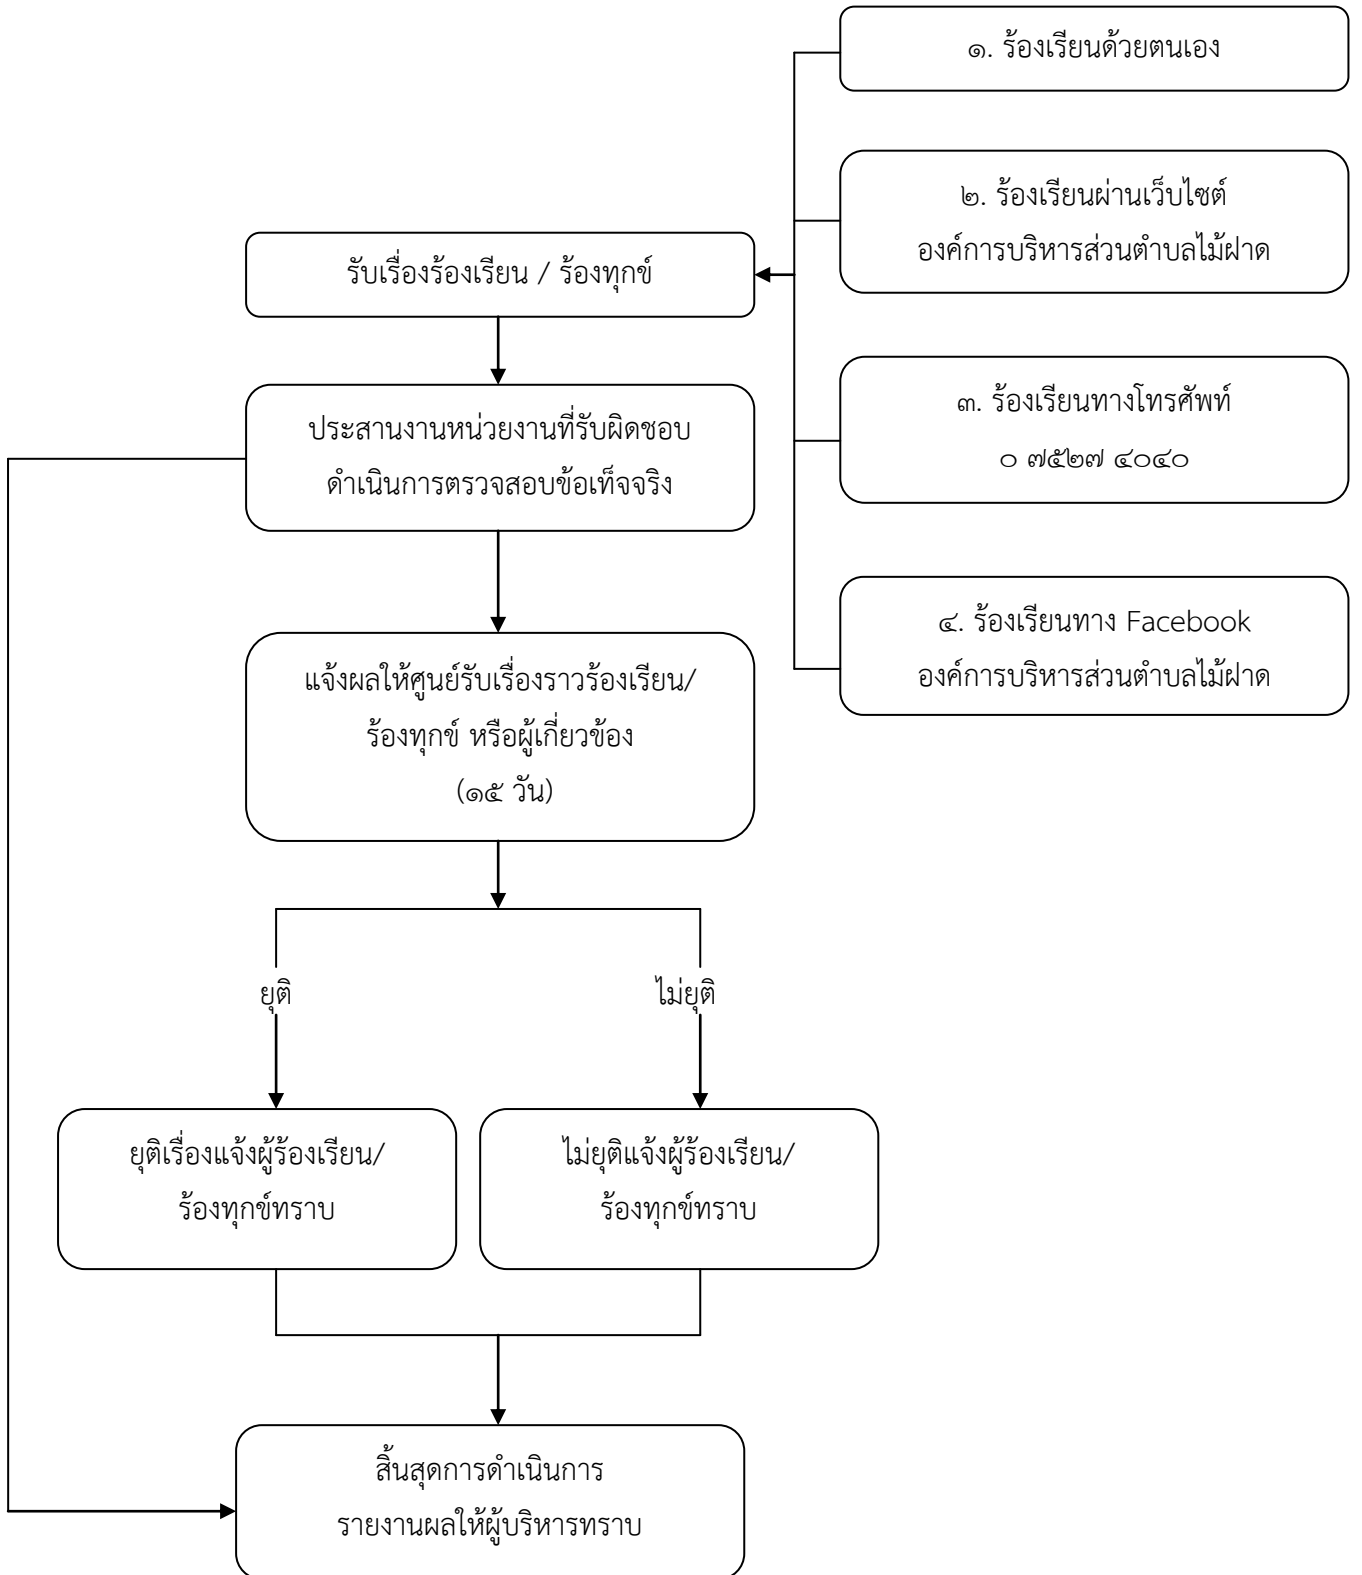 ๑. ร้องเรียนด้วยตนเอง
๒. ร้องเรียนผ่านเว็บไซต์
องค์การบริหารส่วนตำบลไม้ฝาด
รับเรื่องร้องเรียน / ร้องทุกข์
๓. ร้องเรียนทางโทรศัพท์
๐ ๗๕๒๗ ๔๐๔๐
ประสานงานหน่วยงานที่รับผิดชอบ
ดำเนินการตรวจสอบข้อเท็จจริง
๔. ร้องเรียนทาง Facebook
องค์การบริหารส่วนตำบลไม้ฝาด
แจ้งผลให้ศูนย์รับเรื่องราวร้องเรียน/
ร้องทุกข์ หรือผู้เกี่ยวข้อง
(๑๕ วัน)
ยุติ
ไม่ยุติ
ยุติเรื่องแจ้งผู้ร้องเรียน/
ร้องทุกข์ทราบ
ไม่ยุติแจ้งผู้ร้องเรียน/
ร้องทุกข์ทราบ
สิ้นสุดการดำเนินการ
รายงานผลให้ผู้บริหารทราบ